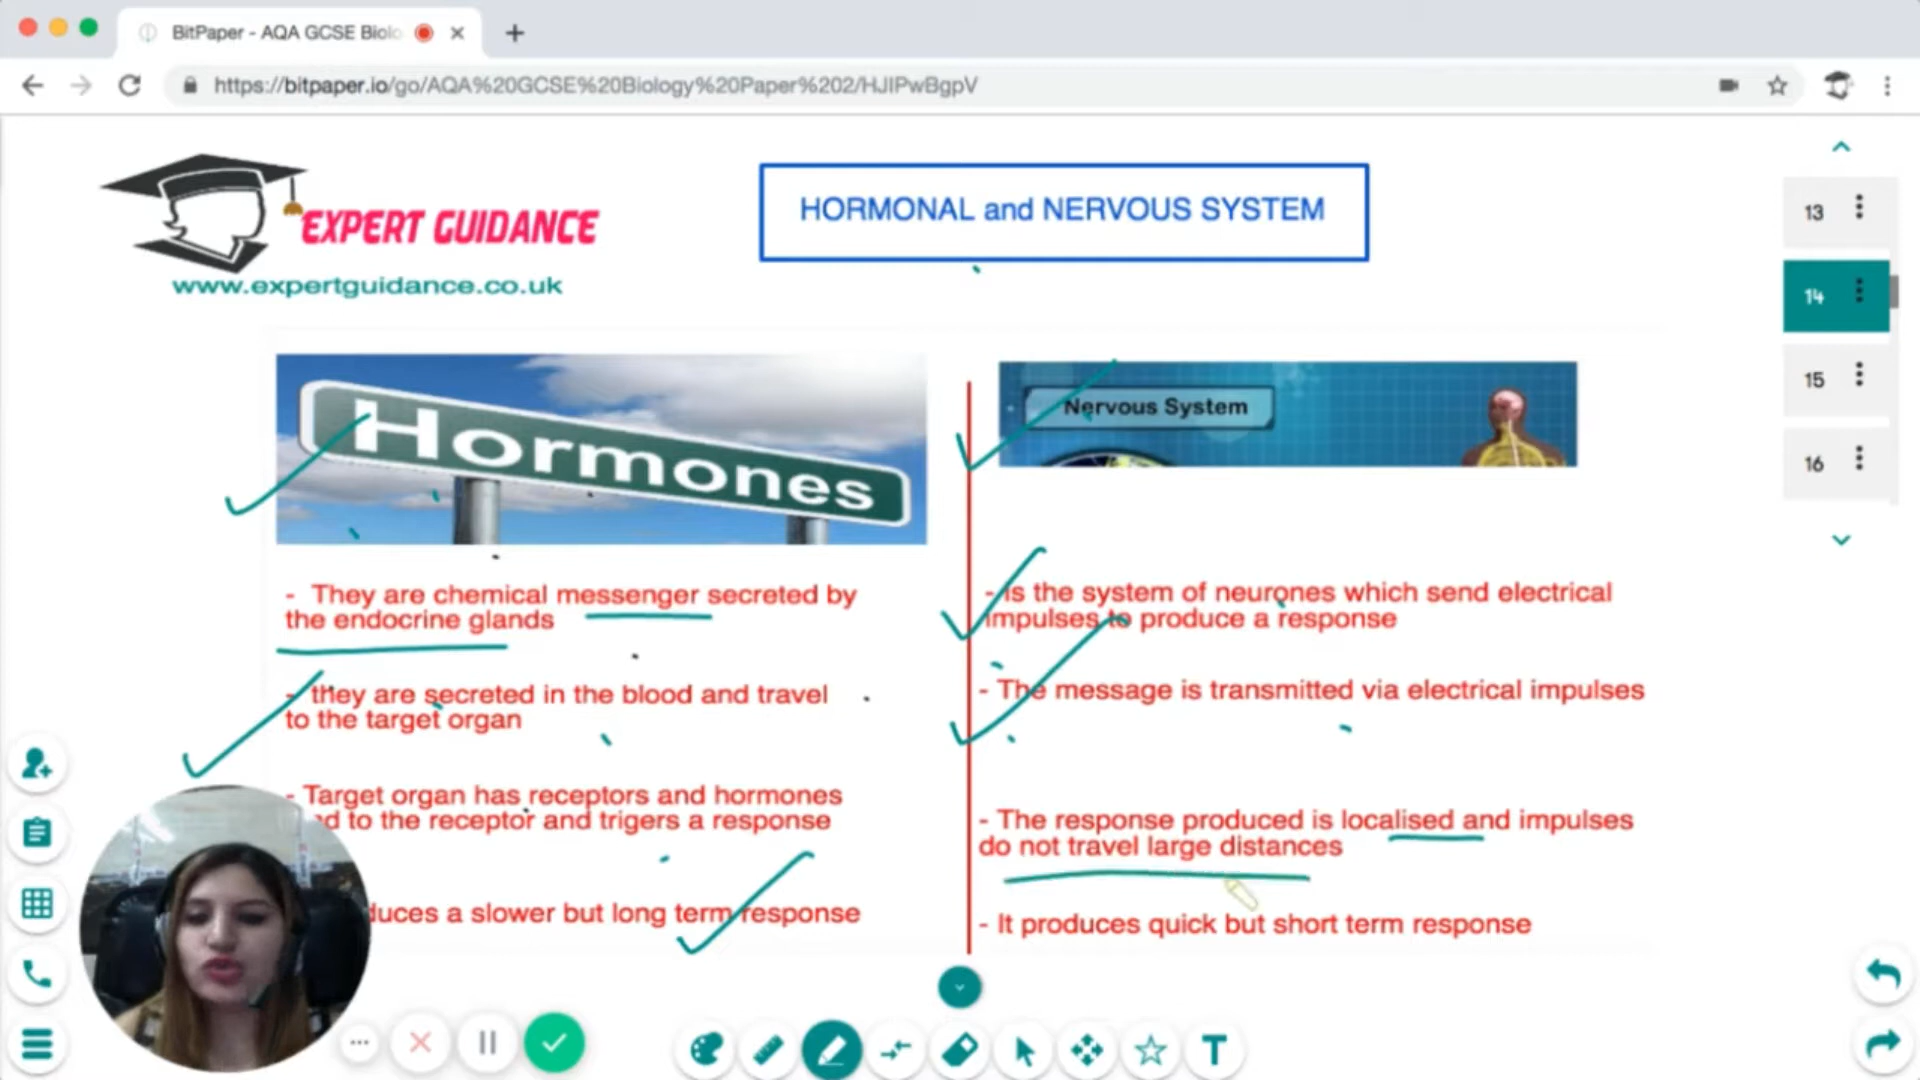 BitPaper - AQA GCSE Biolo
https://bitpaper.io/go/AQA%20GCSE%20Biology%20Paper%202/HJIPwBgpV
EXPERT GUIDANCE
www.expertguidance.co.uk
HORMONAL and NERVOUS SYSTEM
13
14
15
16
Hormones
- They are chemical messenger secreted by
the endocrine glands
- they are secreted in the blood and travel
to the target organ
- Target organ has receptors and hormones
to the receptor and trigers a response
duces a slower but long term response
Nervous System
- Is the system of neurones which send electrical
impulses to produce a response
- The message is transmitted via electrical impulses
- The response produced is localised and impulses
do not travel large distances
- It produces quick but short term response
T